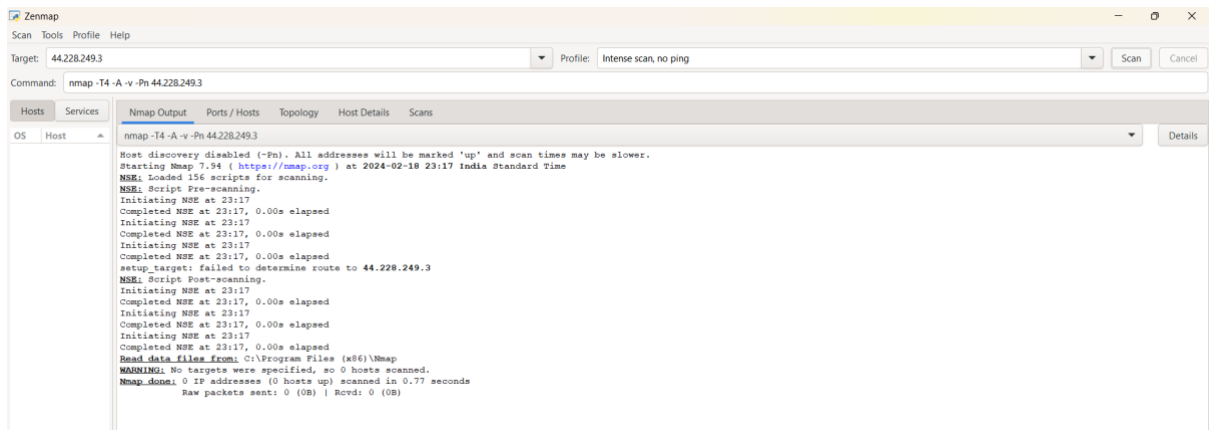 Zenmap
Scan Tools Profile Help
Target: 44.228.249.3 Profile: Intense scan, no ping Scan Cancel
Command: nmap -T4 -A -v -Pn 44.228.249.3
Hosts Services Nmap Output Ports / Hosts Topology Host Details Scans
OS Host nmap -T4 -A -v -Pn 44.228.249.3 Details
Host discovery disabled (-Pn). All addresses will be marked 'up' and scan times may be slower.
Starting Nmap 7.94 ( https://nmap.org ) at 2024-02-18 23:17 India Standard Time
NSE: Loaded 156 scripts for scanning.
NSE: Script Pre-scanning.
Initiating NSE at 23:17
Completed NSE at 23:17, 0.00s elapsed
Initiating NSE at 23:17
Completed NSE at 23:17, 0.00s elapsed
Initiating NSE at 23:17
Completed NSE at 23:17, 0.00s elapsed
setup_target: failed to determine route to 44.228.249.3
NSE: Script Post-scanning.
Initiating NSE at 23:17
Completed NSE at 23:17, 0.00s elapsed
Initiating NSE at 23:17
Completed NSE at 23:17, 0.00s elapsed
Initiating NSE at 23:17
Completed NSE at 23:17, 0.00s elapsed
Read data files from: C:\Program Files (x86)\Nmap
WARNING: No targets were specified, so 0 hosts scanned.
Nmap done: 0 IP addresses (0 hosts up) scanned in 0.77 seconds
Raw packets sent: 0 (0B) | Rcvd: 0 (0B)